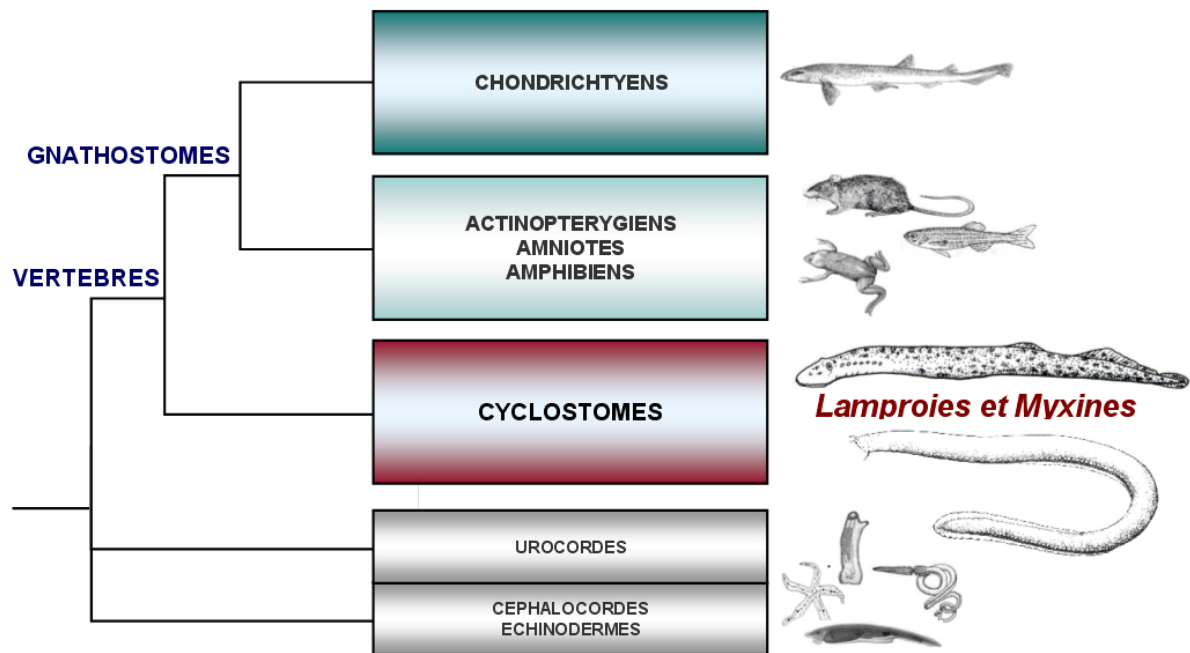 CHONDRICHTYENS
GNATHOSTOMES
ACTINOPTERYGIENS
AMNIOTES
AMPHIBIENS
VERTEBRES
CYCLOSTOMES
Lamproies et Myxines
UROCORDES
CEPHALOCORDES
ECHINODERMES